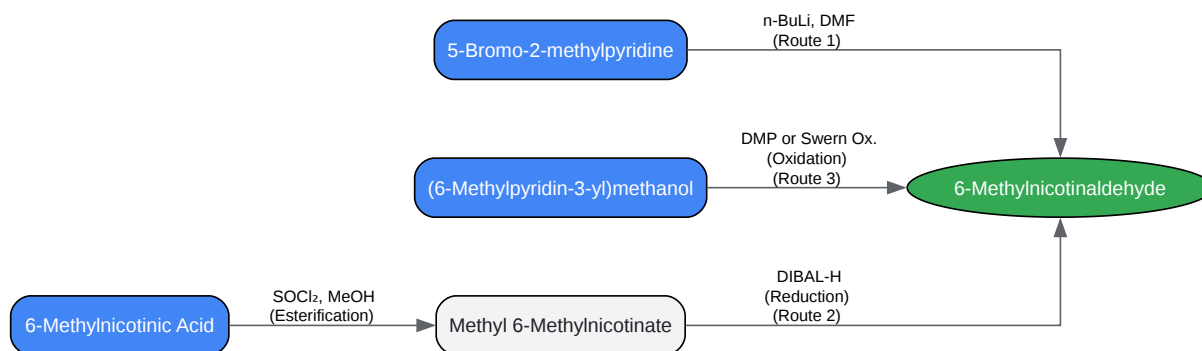 n-BuLi, DMF
(Route 1)
5-Bromo-2-methylpyridine
DMP or Swern Ox.
(Oxidation)
(Route 3)
(6-Methylpyridin-3-yl)methanol
6-Methylnicotinaldehyde
SOCl₂, MeOH
(Esterification)
DIBAL-H
(Reduction)
(Route 2)
6-Methylnicotinic Acid
Methyl 6-Methylnicotinate